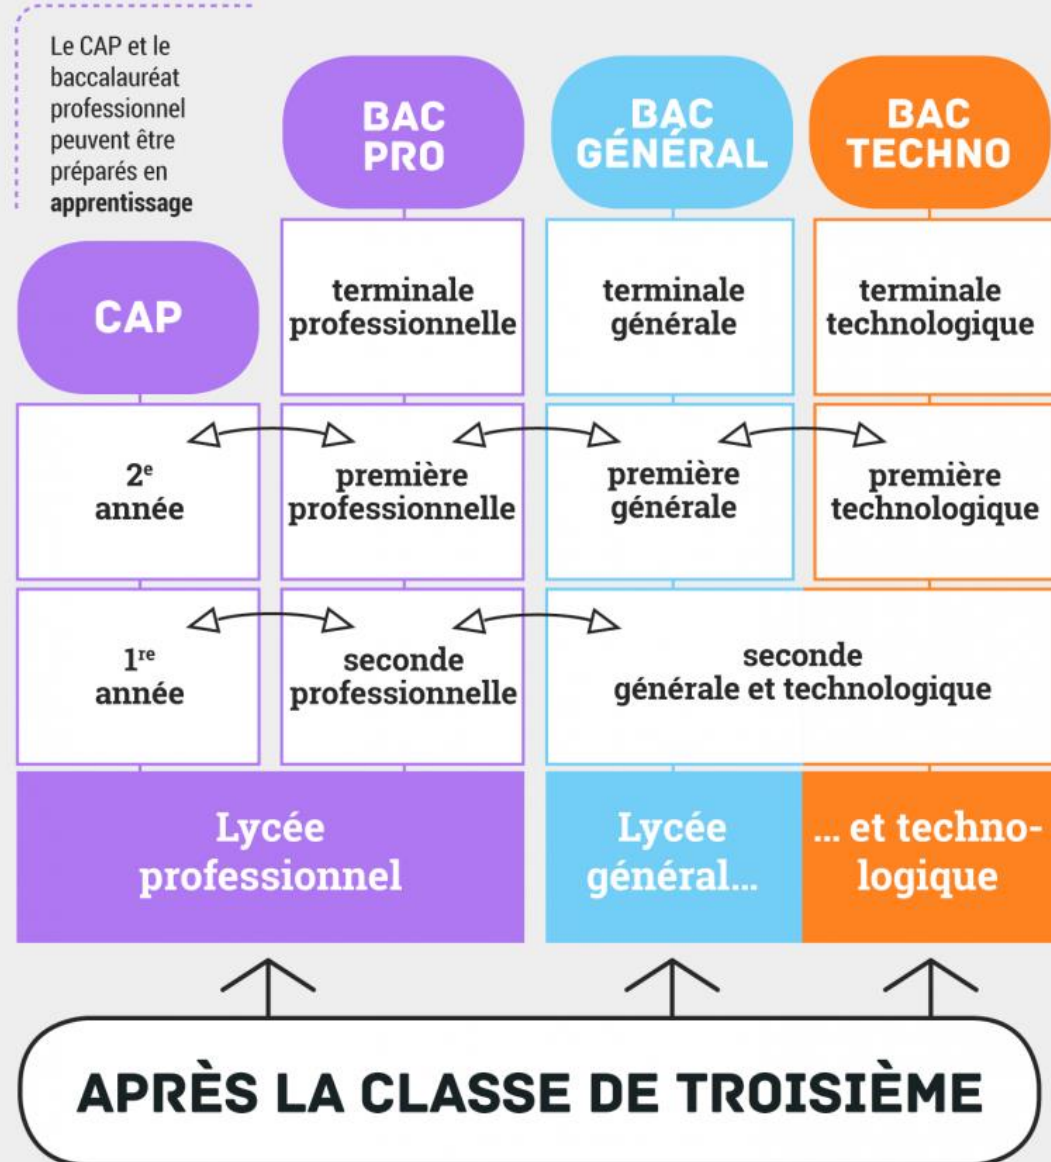 Le CAP et le
baccalauréat
professionnel
peuvent être
préparés en
apprentissage
BAC
PRO
BAC
GÉNÉRAL
BAC
TECHNO
CAP
terminale
professionnelle
terminale
générale
terminale
technologique
2e
année
première
professionnelle
première
générale
première
technologique
1re
année
seconde
professionnelle
seconde
générale et technologique
Lycée
professionnel
Lycée
général...
... et techno-
logique
APRÈS LA CLASSE DE TROISIÈME